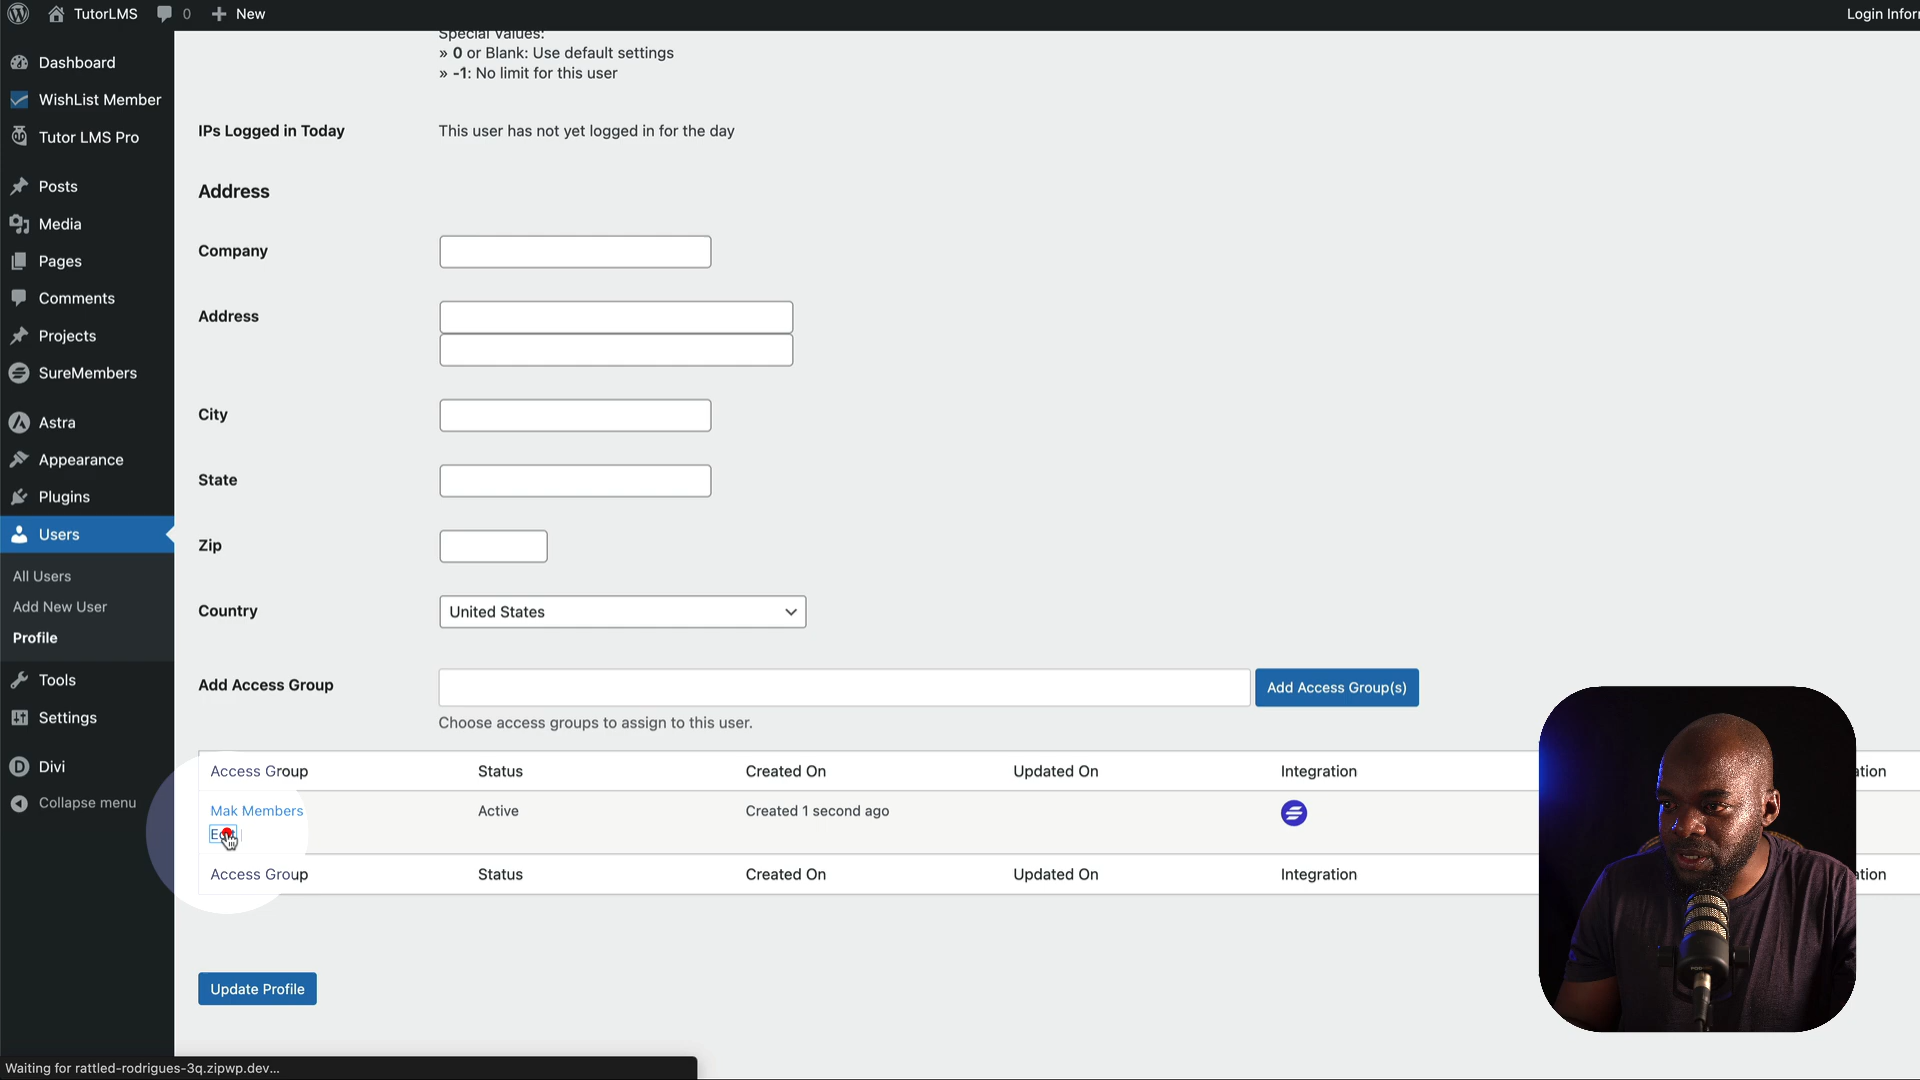 TutorLMS
0
New
Login Infor
Special Values:
» 0 or Blank: Use default settings
» -1: No limit for this user
Dashboard
WishList Member
Tutor LMS Pro
Posts
Media
Pages
Comments
Projects
SureMembers
Astra
Appearance
Plugins
Users
All Users
Add New User
Profile
Tools
Settings
Divi
Collapse menu
IPs Logged in Today
This user has not yet logged in for the day
Address
Company
Address
City
State
Zip
Country
United States
Add Access Group
Add Access Group(s)
Choose access groups to assign to this user.
Access Group Status Created On Updated On Integration ation
Mak Members Active Created 1 second ago
Access Group Status Created On Updated On Integration ation
Update Profile
Waiting for rattled-rodrigues-3q.zipwp.dev...